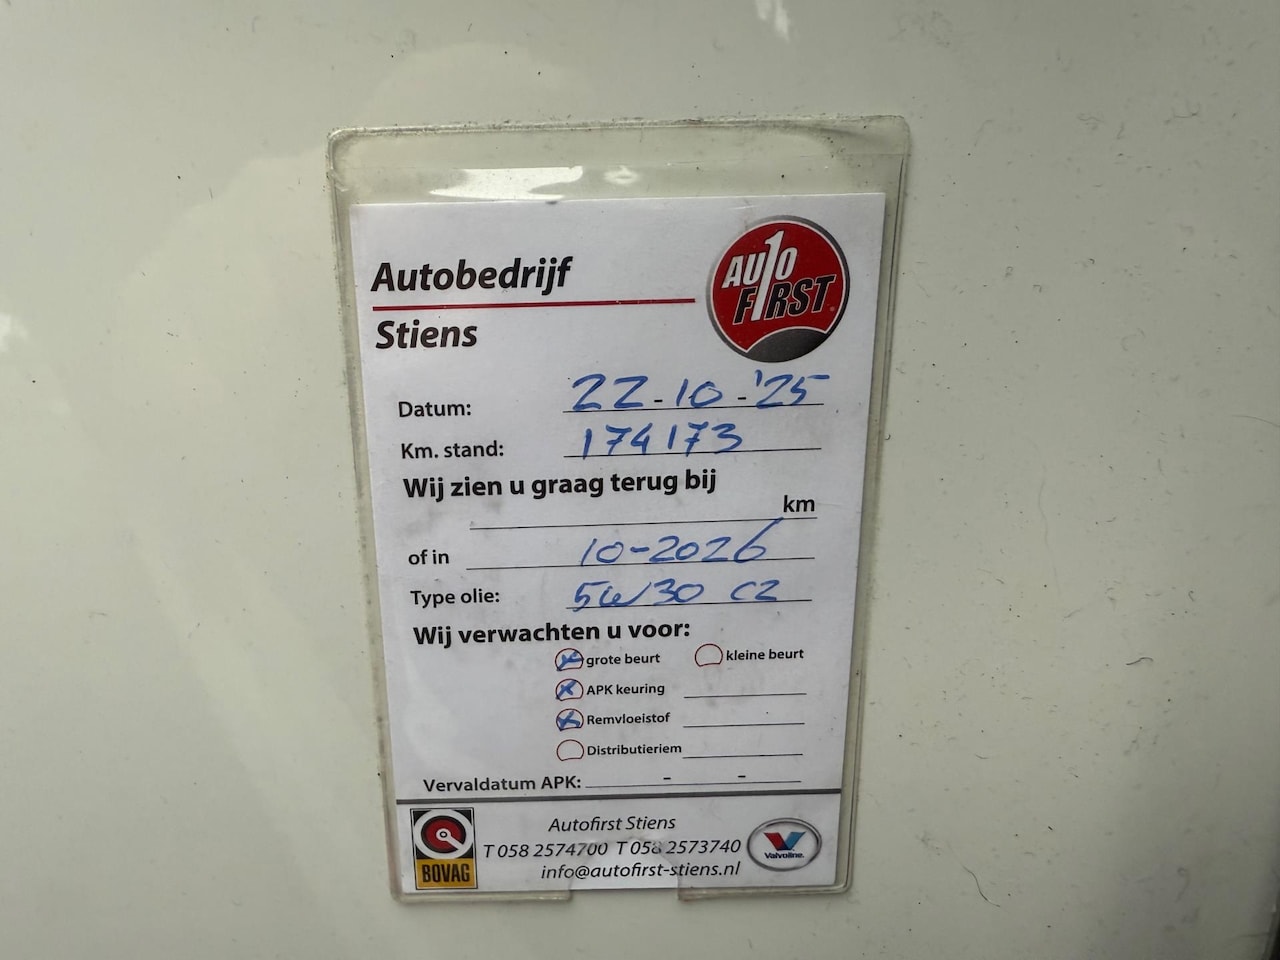 Autobedrijf
Stiens
AUTO
FIRST
Datum: 22-10-'25
Km. stand: 174173
Wij zien u graag terug bij
km
of in 10-2026
Type olie: 5W30 C2
Wij verwachten u voor:
grote beurt kleine beurt
APK keuring
Remvloeistof
Distributieriem
Vervaldatum APK: - -
Autofirst Stiens
T 058 2574700 T 058 2573740
info@autofirst-stiens.nl
BOVAG
Valvoline.